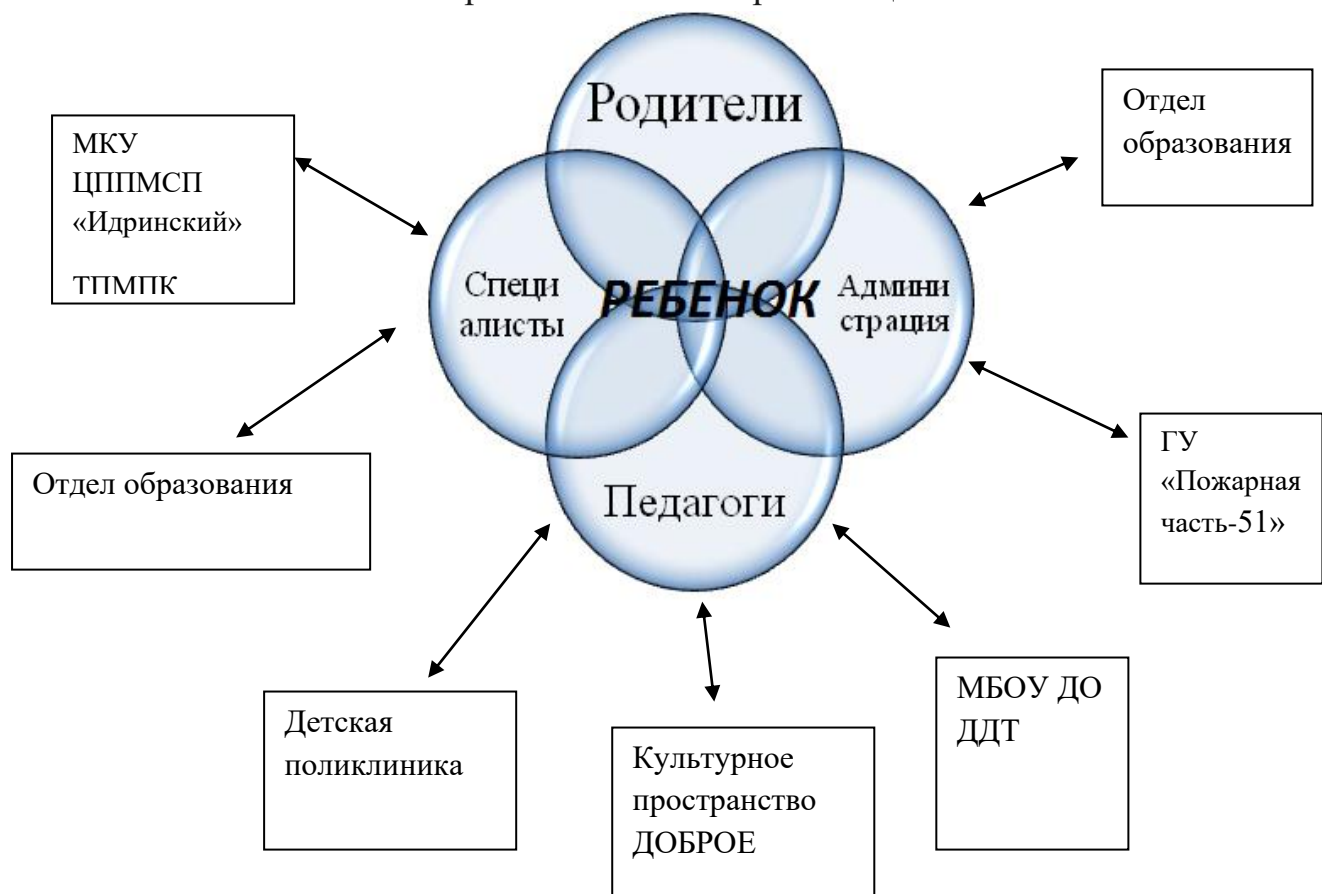 Родители
Отдел
образования
МКУ
ЦППМСП
«Идринский»
ТПМПК
Специ
алисты
РЕБЕНОК
Админи
страция
Отдел образования
Педагоги
ГУ
«Пожарная
часть-51»
МБОУ ДО
ДДТ
Детская
поликлиника
Культурное
пространство
ДОБРОЕ